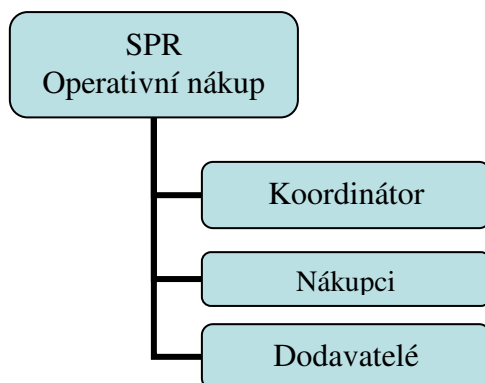 SPR
Operativní nákup
Koordinátor
Nákupci
Dodavatelé